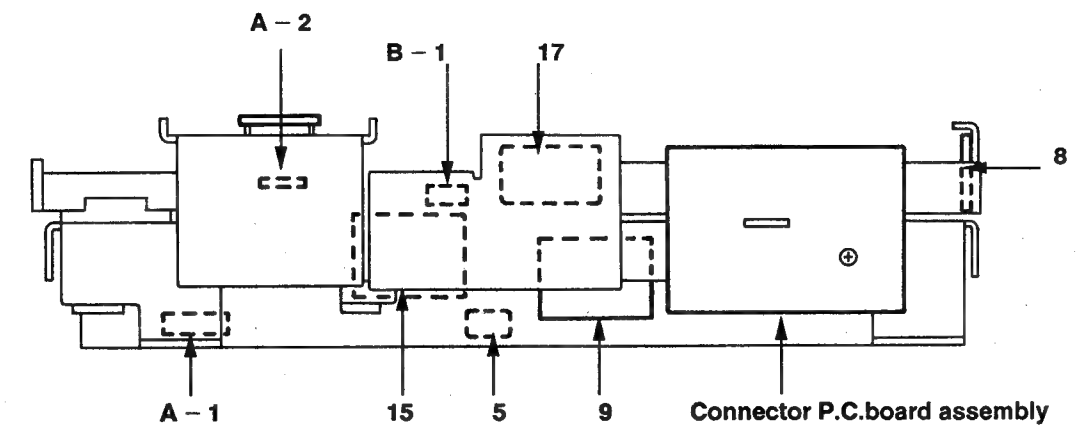 A – 2
B – 1
17
8
A – 1
15
5
9
Connector P.C.board assembly